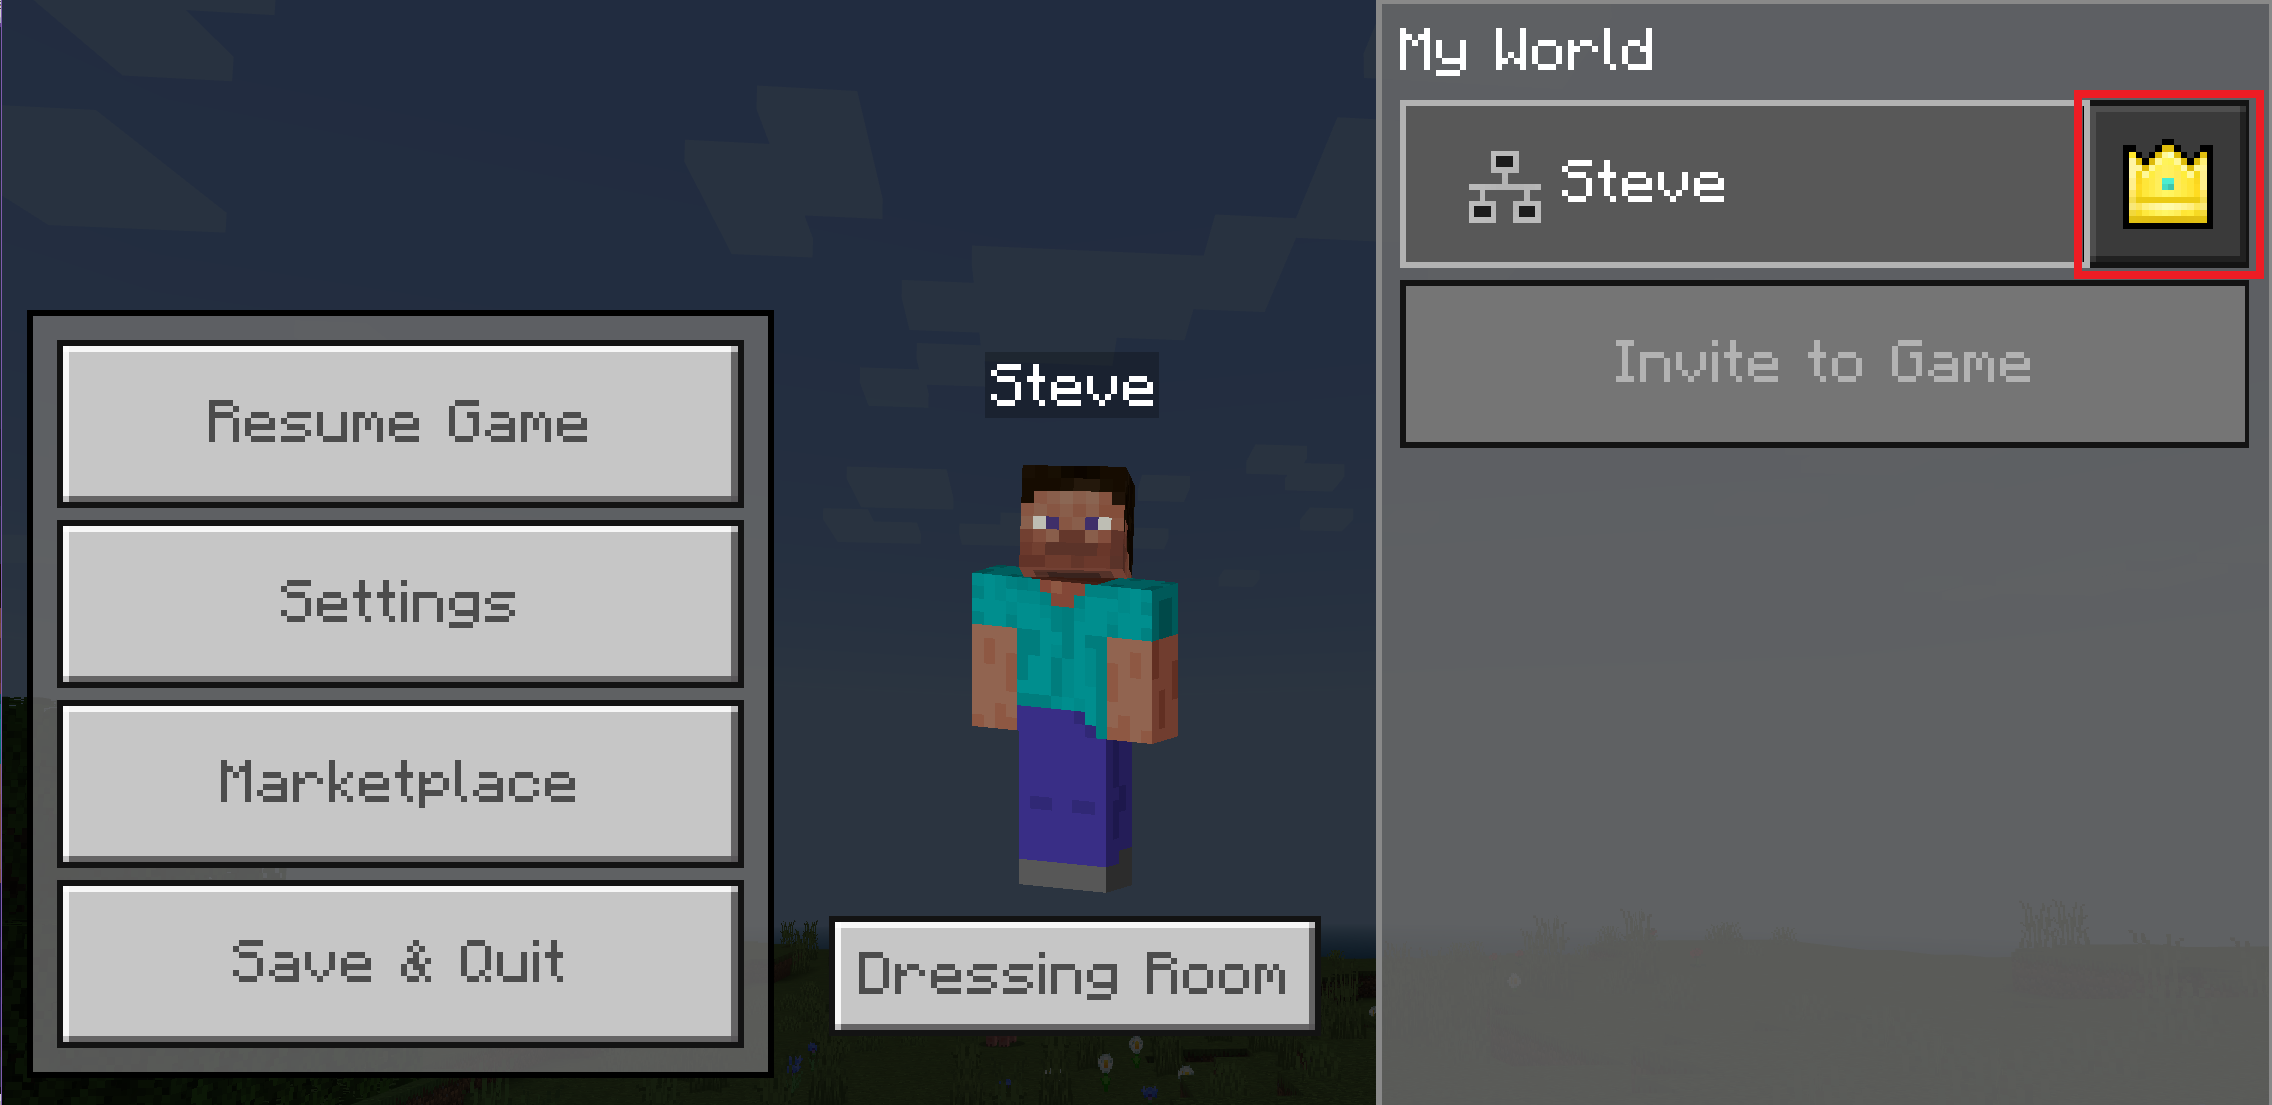 My World
Steve
Invite to Game
Steve
Resume Game
Settings
Marketplace
Save & Quit
Dressing Room